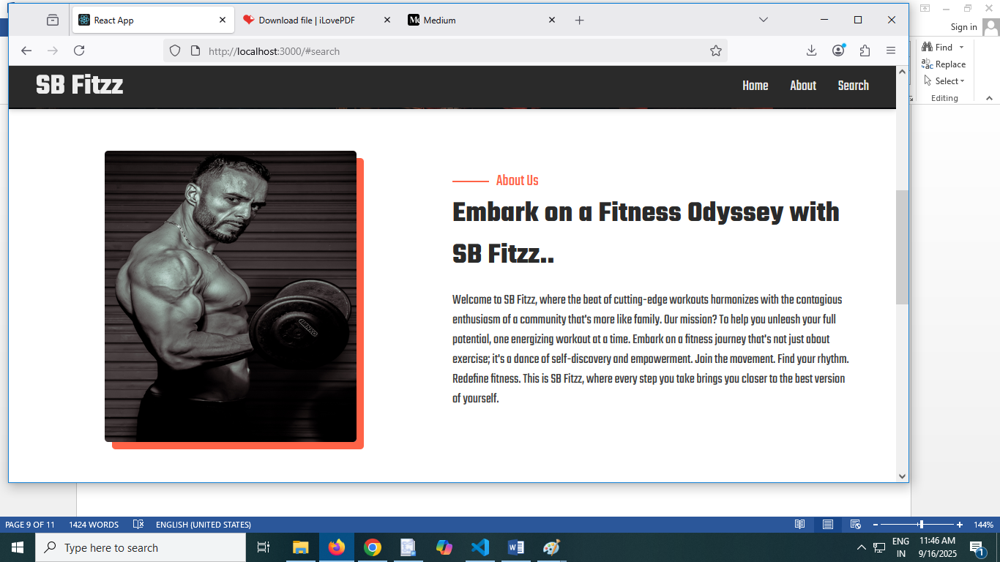 React App
Download file | iLovePDF
Medium
Sign in
http://localhost:3000/#search
Find
Replace
Select
Editing
SB Fitzz
Home About Search
About Us
Embark on a Fitness Odyssey with
SB Fitzz..
Welcome to SB Fitzz, where the beat of cutting-edge workouts harmonizes with the contagious
enthusiasm of a community that's more like family. Our mission? To help you unleash your full
potential, one energizing workout at a time. Embark on a fitness journey that's not just about
exercise; it's a dance of self-discovery and empowerment. Join the movement. Find your rhythm.
Redefine fitness. This is SB Fitzz, where every step you take brings you closer to the best version
of yourself.
PAGE 9 OF 11 1424 WORDS ENGLISH (UNITED STATES) 144%
Type here to search
ENG 11:46 AM
IN 9/16/2025 1